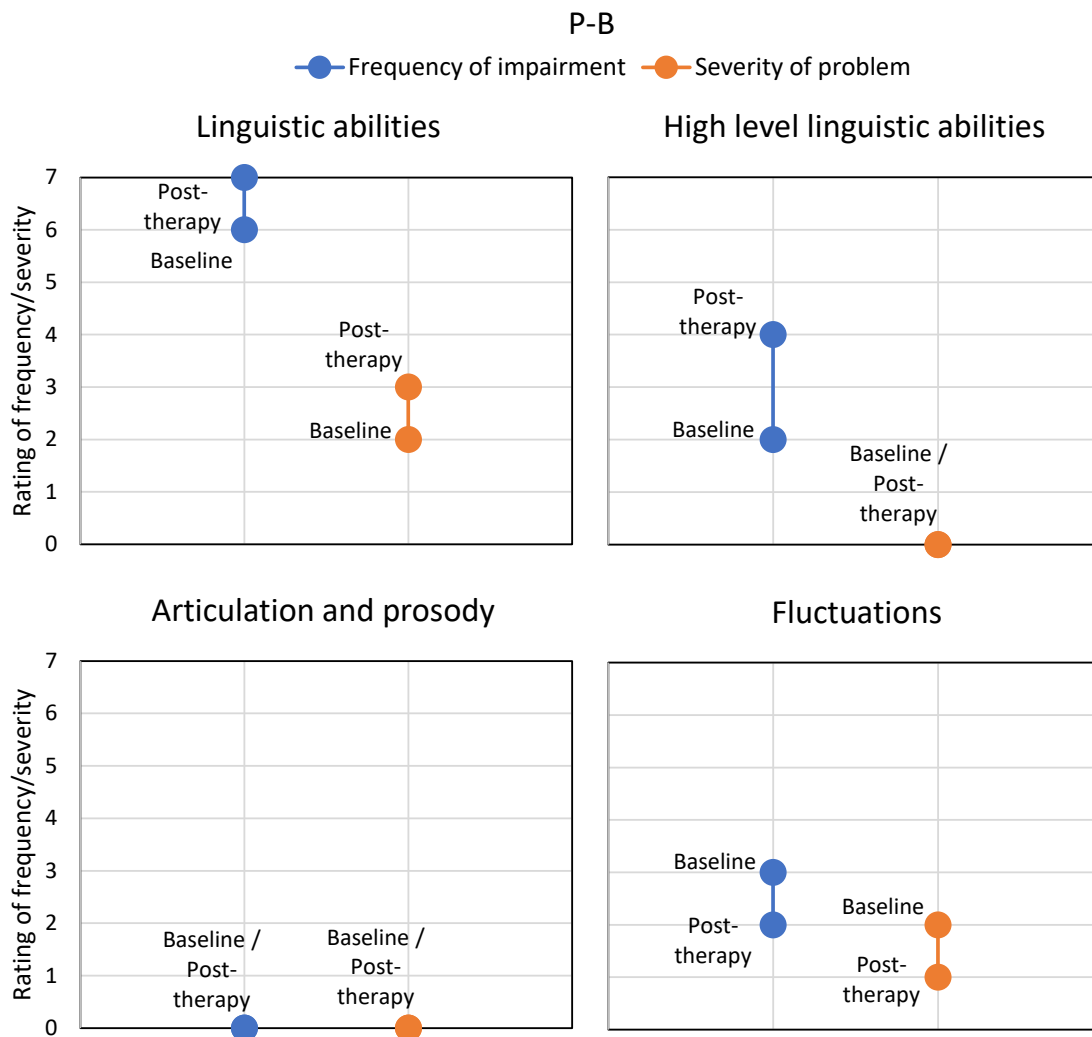 P-B
Frequency of impairment
Severity of problem
Linguistic abilities
Rating of frequency/severity
7
6
5
4
3
2
1
0
Post-
therapy
Baseline
Post-
therapy
Baseline
High level linguistic abilities
Post-
therapy
Baseline
Baseline /
Post-
therapy
Articulation and prosody
Rating of frequency/severity
7
6
5
4
3
2
1
0
Baseline /
Post-
therapy
Baseline /
Post-
therapy
Fluctuations
Baseline
Post-
therapy
Baseline
Post-
therapy